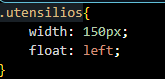 .utensilios{
    width: 150px;
    float: left;
}